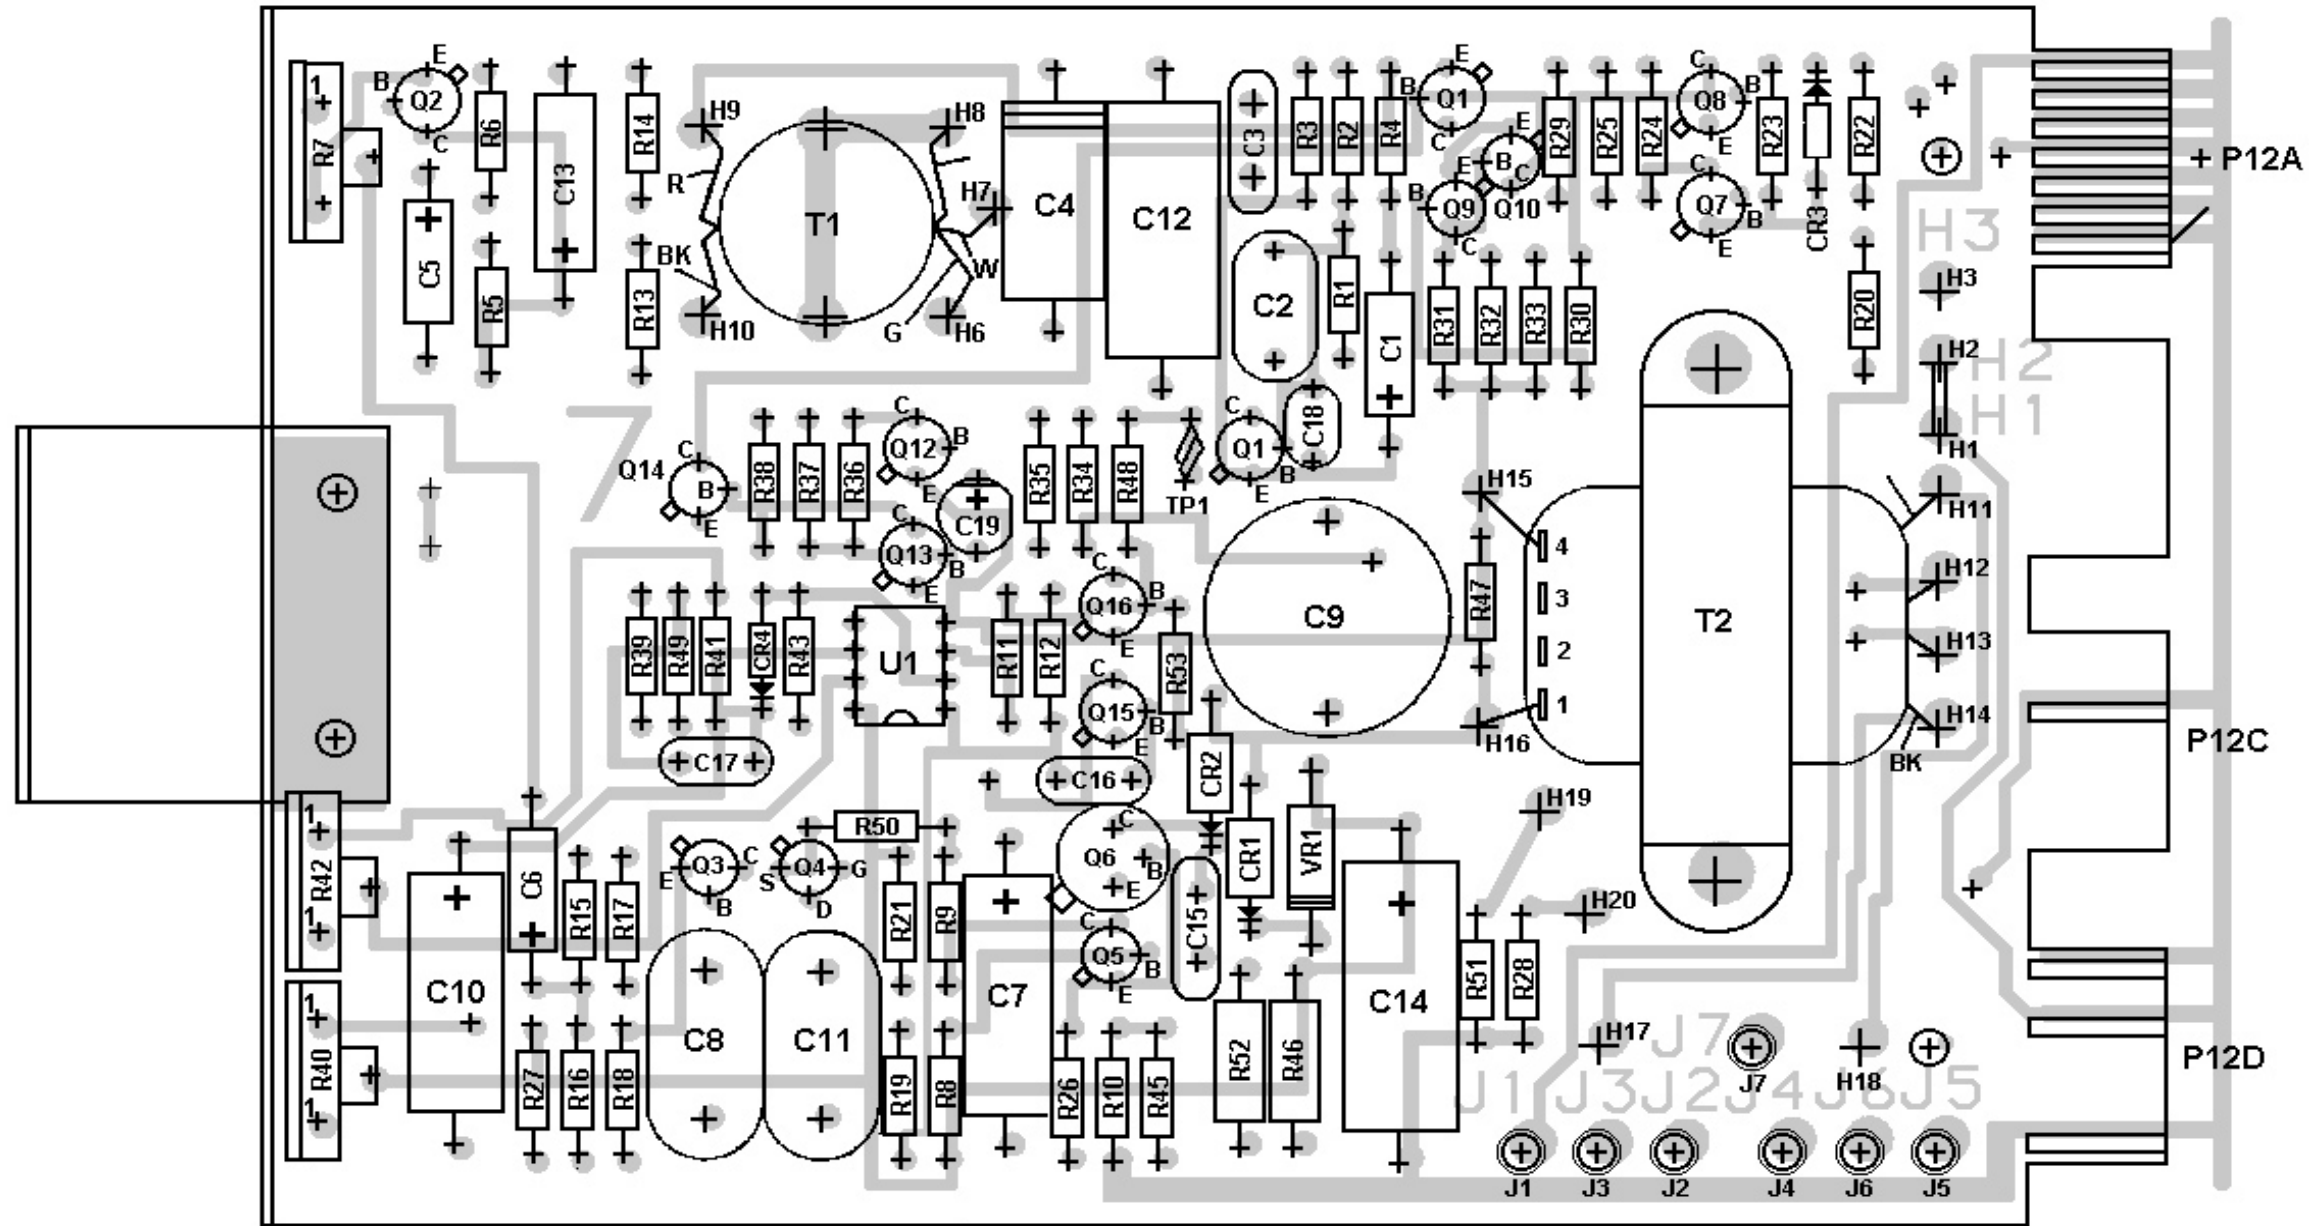 E
B
Q2
C
1
R7
R6
C13
R14
H9
H8
R
T1
H7
BK
H10
G
W
H6
C4
C12
C3
R3
R2
R4
E
B
Q1
C
E
B
C
Q10
E
B
Q9
C
R29
R25
R24
C
Q8
B
E
C
Q7
B
E
R23
CR3
R22
P12A
C5
R5
R13
C2
R1
C1
R31
R32
R33
R30
R20
H3
H3
H2
H2
H1
H1
7
C
Q14
B
E
R38
R37
R36
C
Q12
B
E
C19
C
Q13
B
E
R35
R34
R48
TP1
C
Q1
B
E
C18
H15
H11
4
3
2
1
H12
H13
H14
BK
T2
R47
C9
H16
R39
R49
R41
CR4
R43
U1
R11
R12
C
Q16
B
E
R53
C
Q15
B
E
C17
C16
CR2
CR1
VR1
H19
P12C
1
R42
1
C10
C6
R15
R17
R50
E
Q3
C
B
S
Q4
G
D
R21
R9
C7
C
Q6
B
E
C
Q5
B
E
C15
C14
R51
R28
H20
1
R40
1
R27
R16
R18
C8
C11
R19
R8
R26
R10
R45
R52
R46
H17
J7
J7
H18
P12D
J1 J3 J2 J4 J6 J5
J1 J3 J2 J4 J6 J5